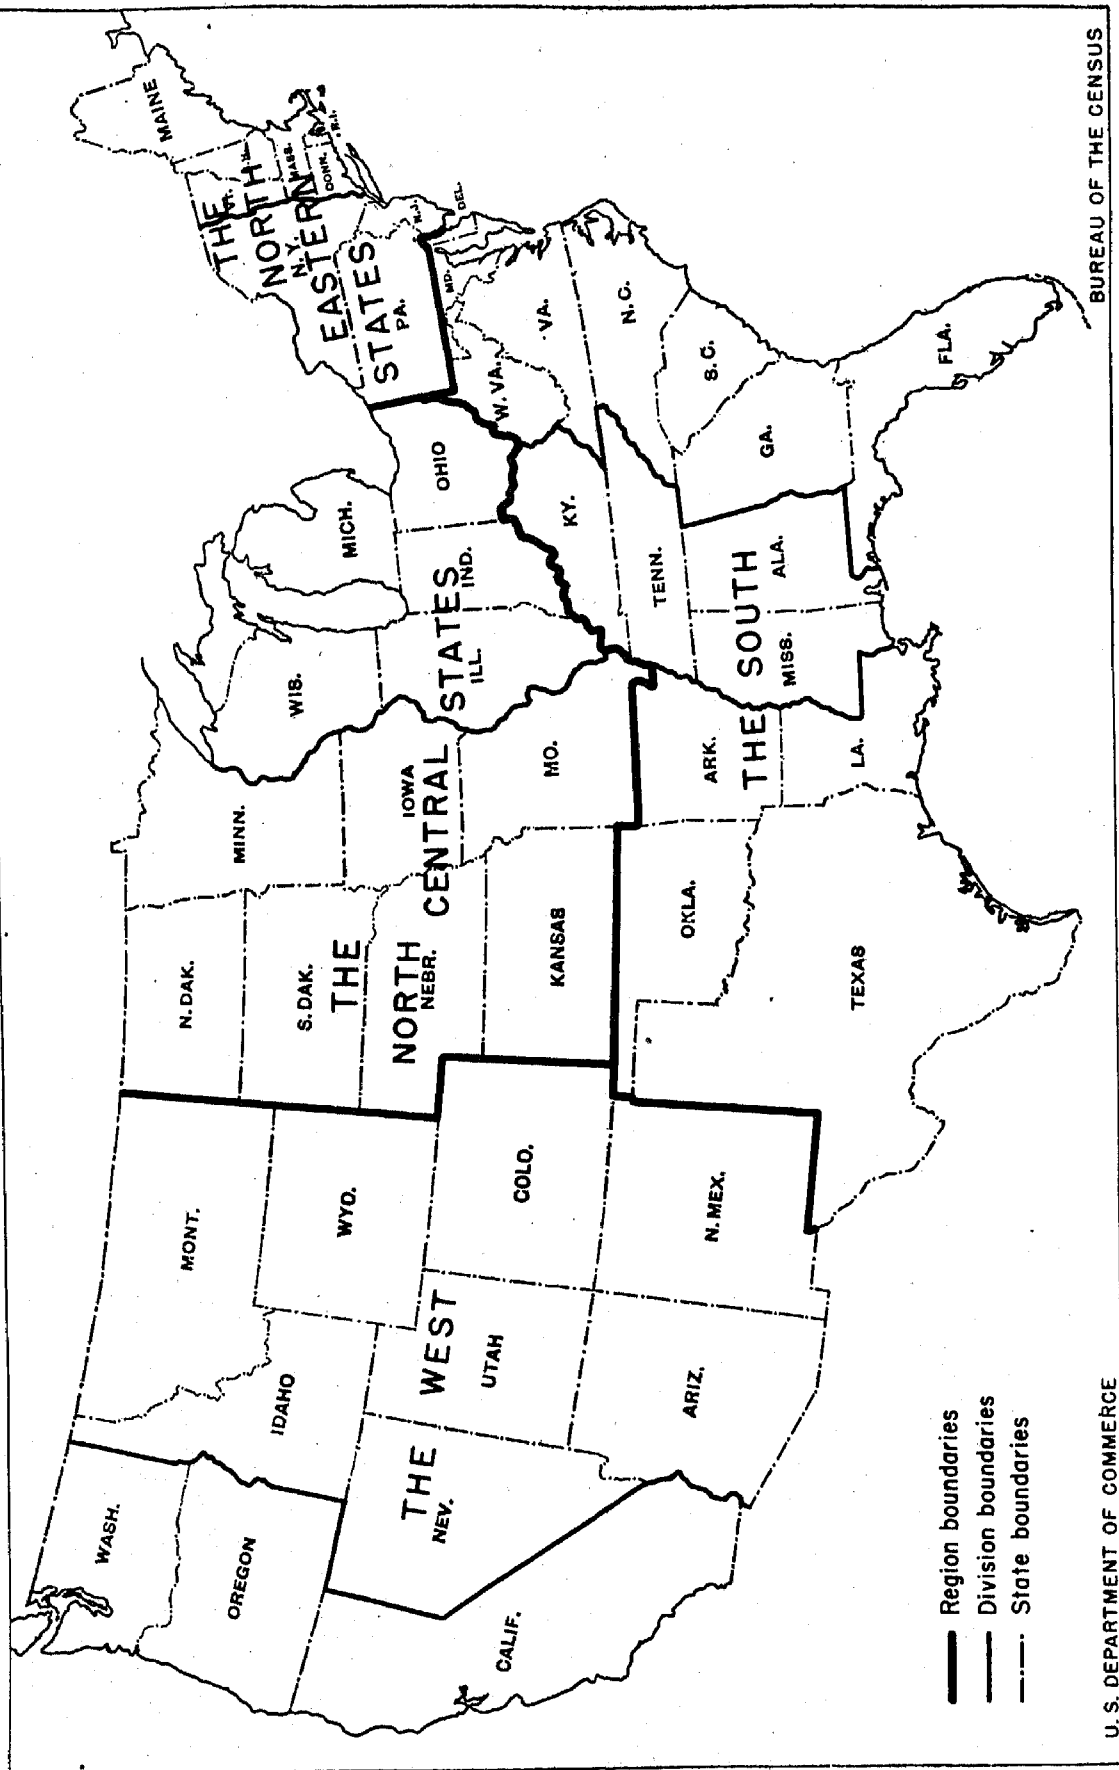 WASH.
OREGON
CALIF.
THE WEST
NEV.
IDAHO
MONT.
WYO.
UTAH
COLO.
ARIZ.
N. MEX.
THE
NORTH
CENTRAL
STATES
N. DAK.
S. DAK.
NEBR.
KANSAS
MINN.
IOWA
MO.
WIS.
ILL.
MICH.
IND.
OHIO
THE SOUTH
TEXAS
OKLA.
ARK.
LA.
MISS.
ALA.
TENN.
KY.
GA.
FLA.
S.C.
N.C.
VA.
W. VA.
MD.
DEL.
THE
NORTH
EASTERN
STATES
PA.
N.J.
N.Y.
VT.
MASS.
CONN.
R.I.
MAINE
Region boundaries
Division boundaries
State boundaries
U. S. DEPARTMENT OF COMMERCE
BUREAU OF THE CENSUS